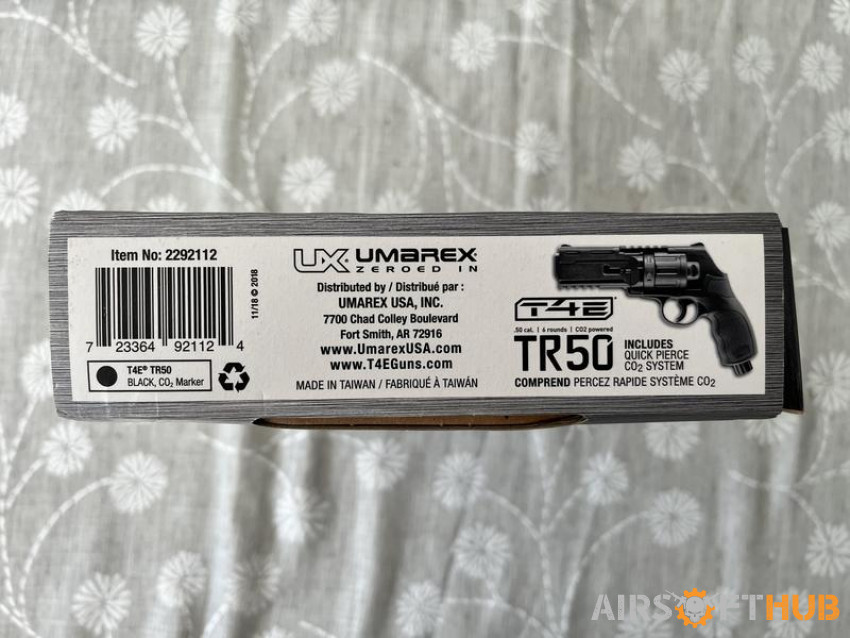 Item No: 2292112
7 23364 92112 4
11/18 © 2018
T4E® TR50
BLACK, CO₂ Marker
UX UMAREX
ZEROED IN
Distributed by / Distribué par :
UMAREX USA, INC.
7700 Chad Colley Boulevard
Fort Smith, AR 72916
www.UmarexUSA.com
www.T4EGuns.com
MADE IN TAIWAN / FABRIQUÉ À TAIWÁN
T4E
.50 cal. | 6 rounds | CO2 powered
TR50
INCLUDES
QUICK PIERCE
CO₂ SYSTEM
COMPREND PERCEZ RAPIDE SYSTÈME CO₂
AIRSOFTHUB